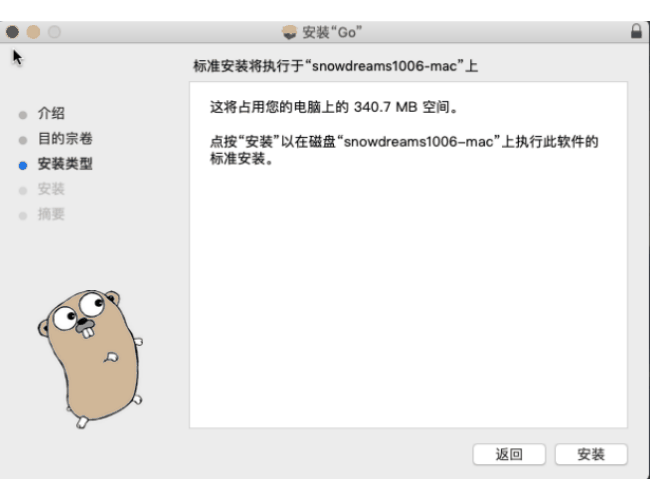 安装“Go”
标准安装将执行于“snowdreams1006-mac”上
介绍
目的宗卷
安装类型
安装
摘要
这将占用您的电脑上的 340.7 MB 空间。
点按“安装”以在磁盘“snowdreams1006-mac”上执行此软件的
标准安装。
返回
安装